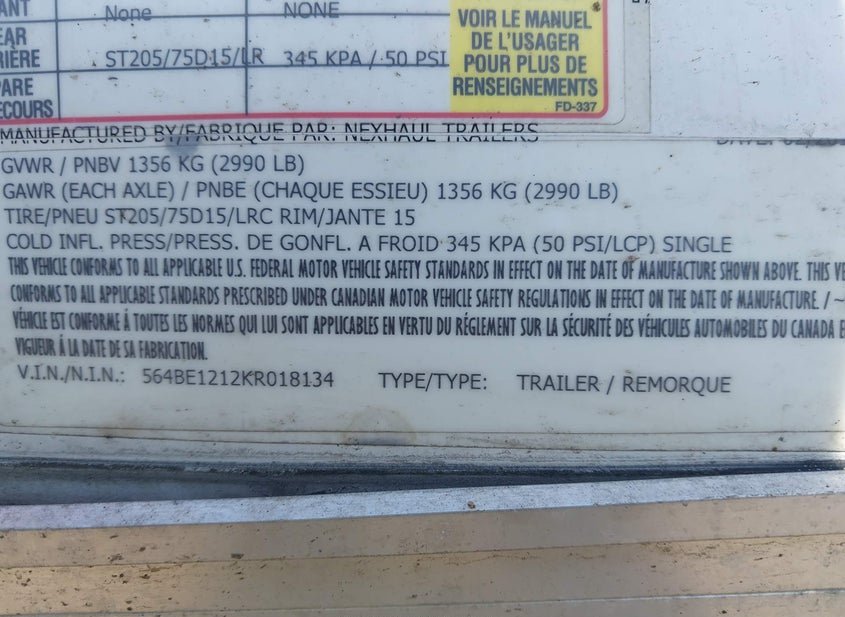 ANT None NONE
EAR
RIÈRE ST205/75D15/LR 345 KPA / 50 PSI
PARE
SECOURS
VOIR LE MANUEL
DE L'USAGER
POUR PLUS DE
RENSEIGNEMENTS
FD-337
MANUFACTURED BY/FABRIQUE PAR: NEXHAUL TRAILERS
GVWR / PNBV 1356 KG (2990 LB)
GAWR (EACH AXLE) / PNBE (CHAQUE ESSIEU) 1356 KG (2990 LB)
TIRE/PNEU ST205/75D15/LRC RIM/JANTE 15
COLD INFL. PRESS/PRESS. DE GONFL. A FROID 345 KPA (50 PSI/LCP) SINGLE
THIS VEHICLE CONFORMS TO ALL APPLICABLE U.S. FEDERAL MOTOR VEHICLE SAFETY STANDARDS IN EFFECT ON THE DATE OF MANUFACTURE SHOWN ABOVE. THIS VE
CONFORMS TO ALL APPLICABLE STANDARDS PRESCRIBED UNDER CANADIAN MOTOR VEHICLE SAFETY REGULATIONS IN EFFECT ON THE DATE OF MANUFACTURE. / ~
VÉHICLE EST CONFORME À TOUTES LES NORMES QUI LUI SONT APPLICABLES EN VERTU DU RÉGLEMENT SUR LA SÉCURITÉ DES VÉHICULES AUTOMOBILES DU CANADA E
VIGUEUR Á LA DATE DE SA FABRICATION.
V.I.N./N.I.N.: 564BE1212KR018134 TYPE/TYPE: TRAILER / REMORQUE